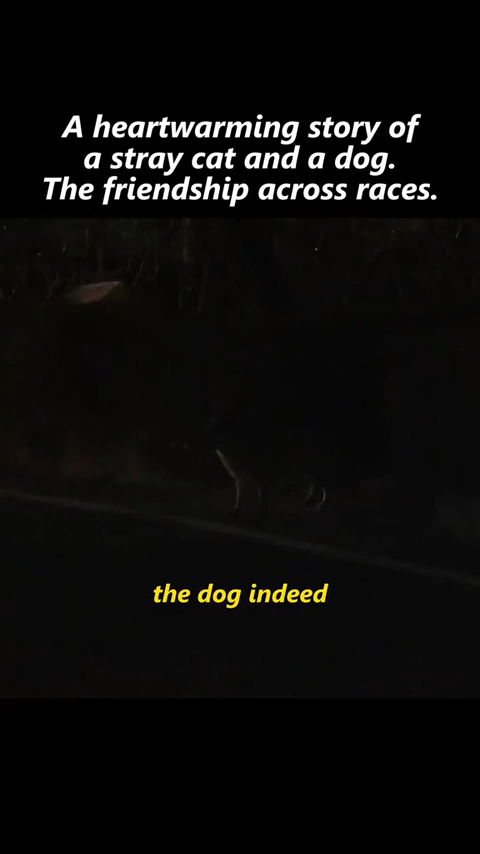 A heartwarming story of
a stray cat and a dog.
The friendship across races.
the dog indeed